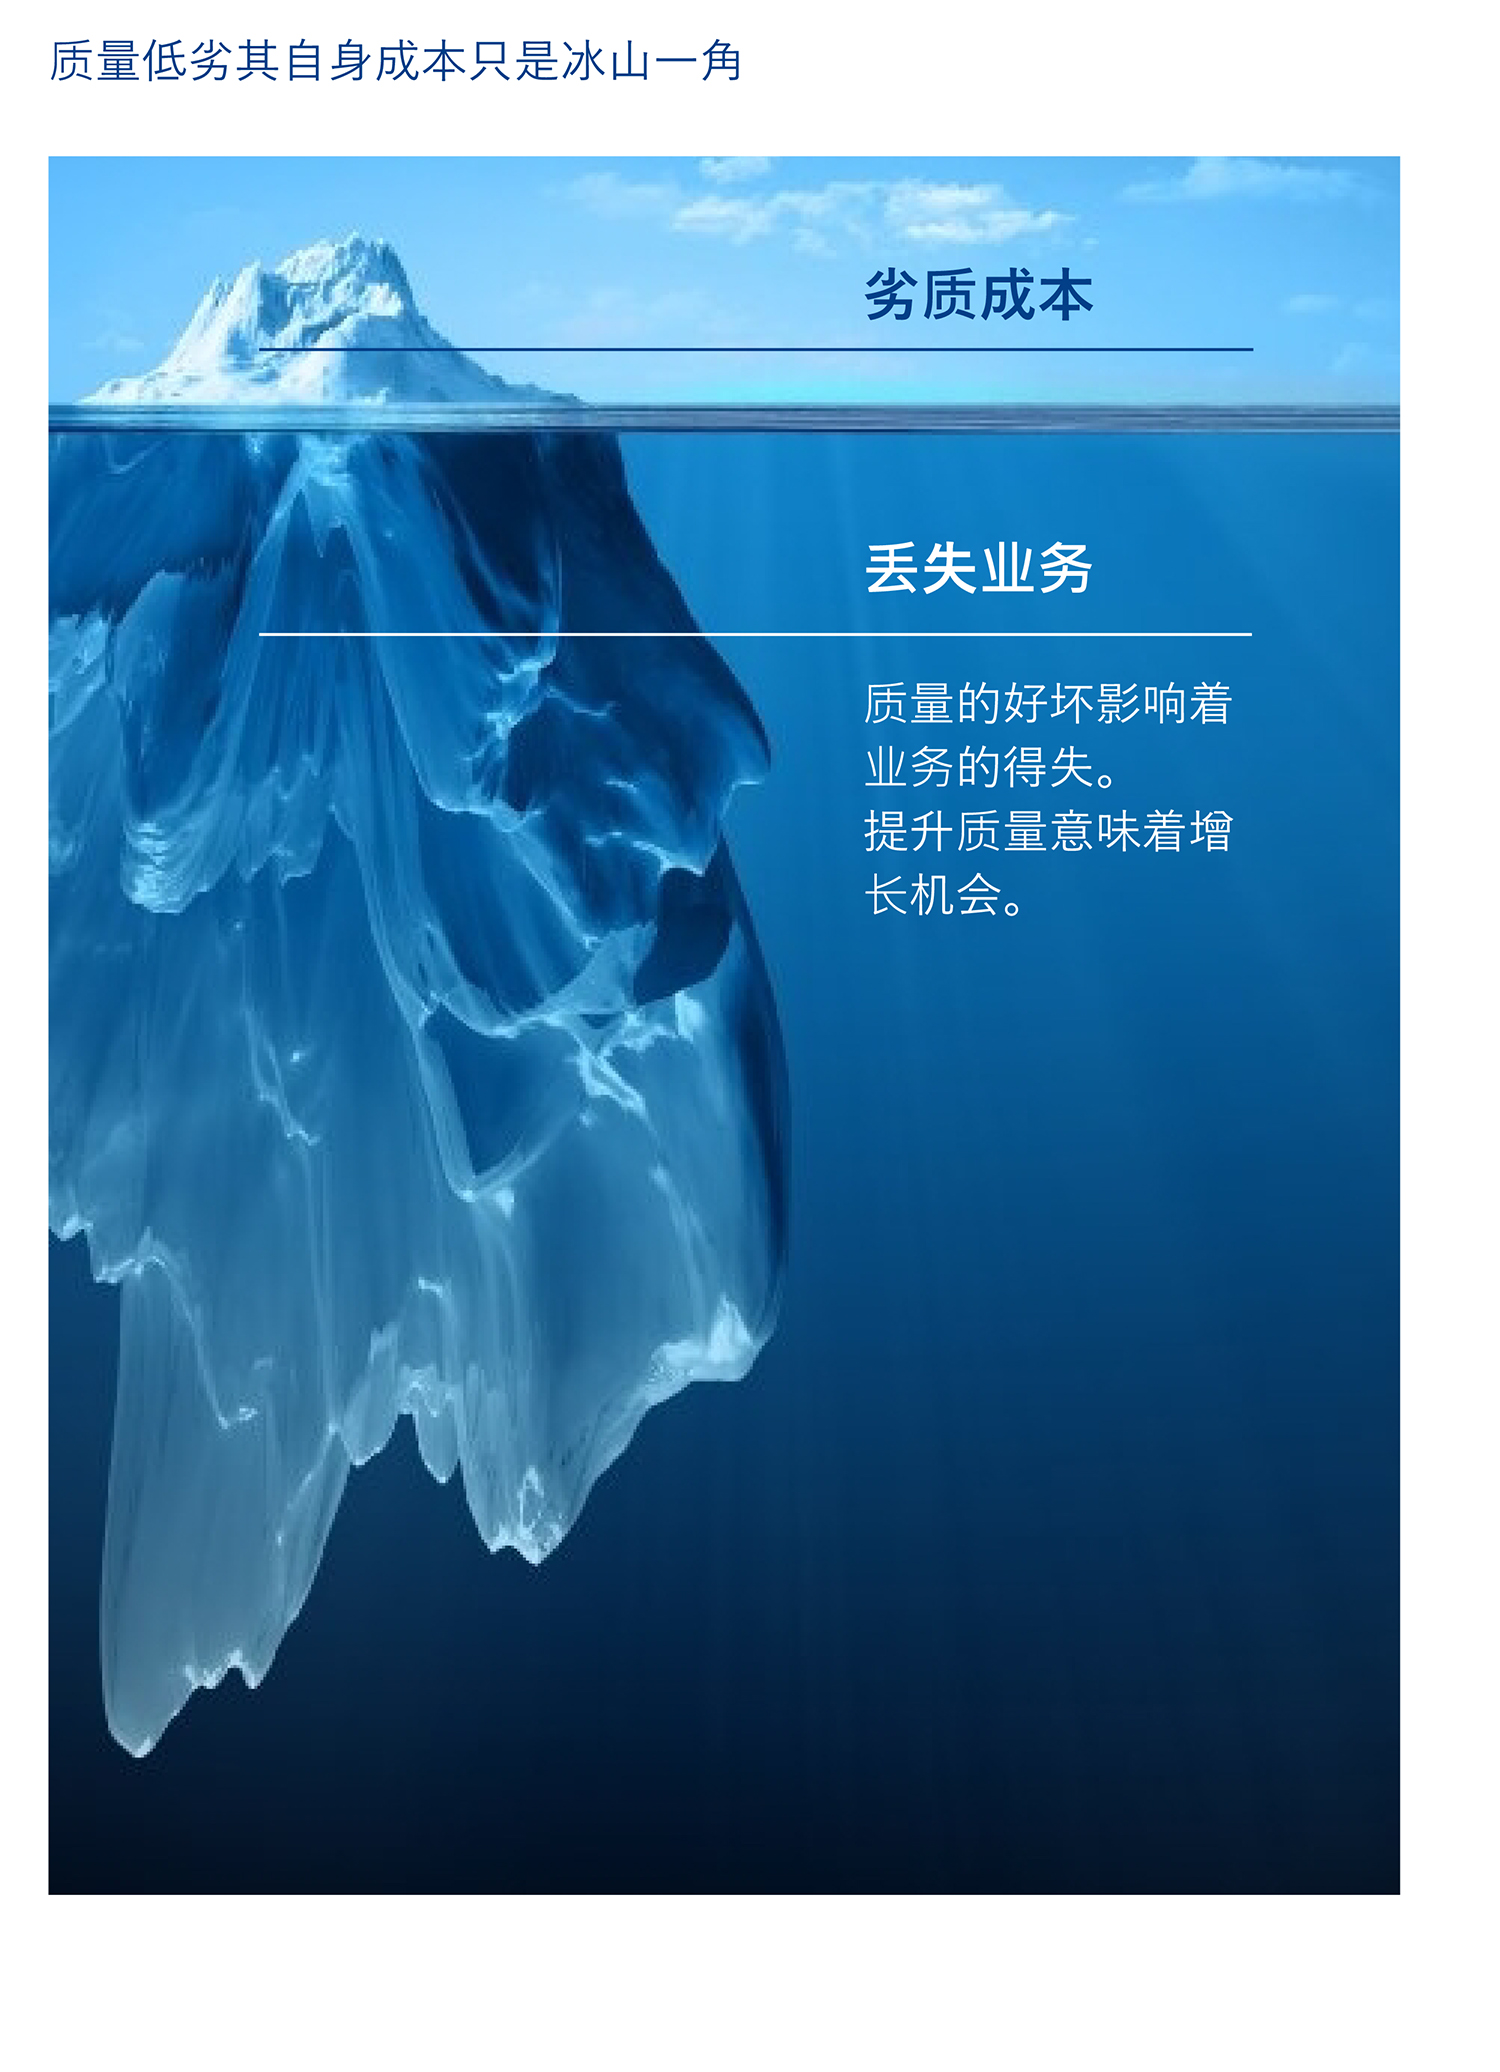 质量低劣其自身成本只是冰山一角
劣质成本
丢失业务
质量的好坏影响着
业务的得失。
提升质量意味着增
长机会。